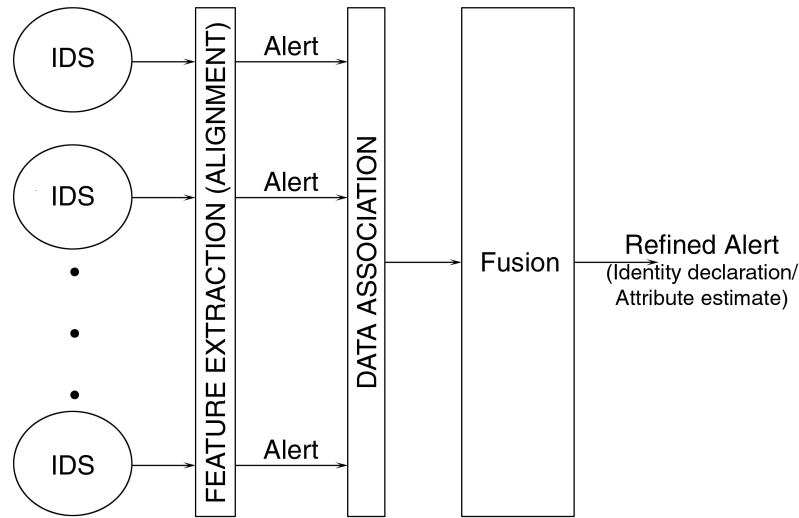 IDS
Alert
IDS
Alert
IDS
Alert
FEATURE EXTRACTION (ALIGNMENT)
DATA ASSOCIATION
Fusion
Refined Alert
(Identity declaration/
Attribute estimate)